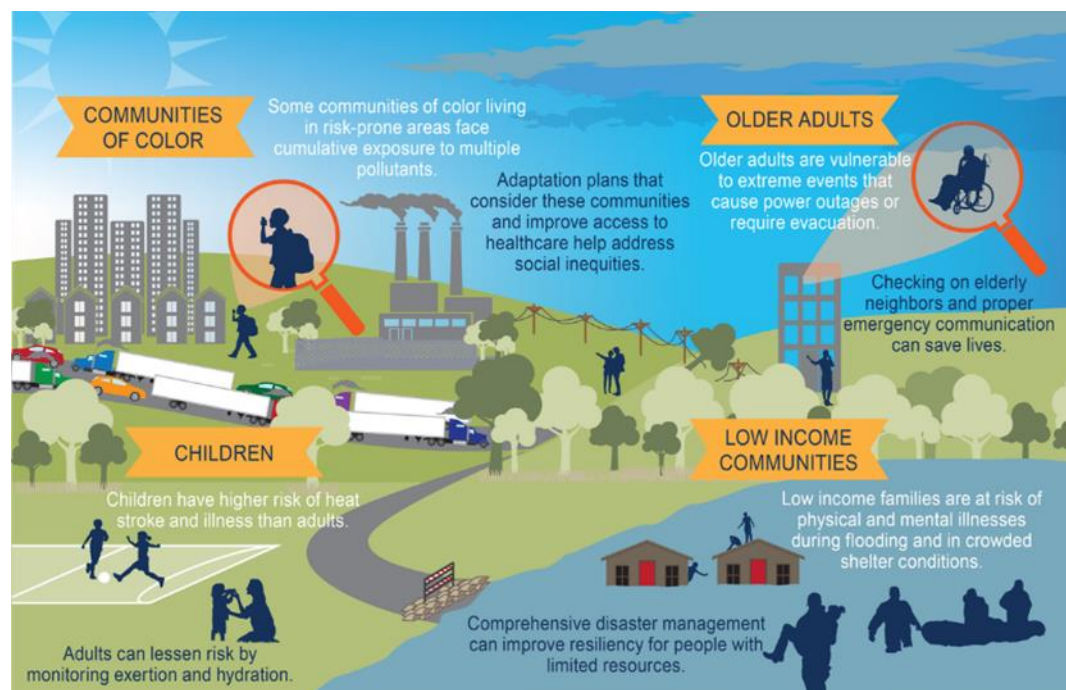 COMMUNITIES
OF COLOR
Some communities of color living
in risk-prone areas face
cumulative exposure to multiple
pollutants.
Adaptation plans that
consider these communities
and improve access to
healthcare help address
social inequities.
OLDER ADULTS
Older adults are vulnerable
to extreme events that
cause power outages or
require evacuation.
Checking on elderly
neighbors and proper
emergency communication
can save lives.
CHILDREN
Children have higher risk of heat
stroke and illness than adults.
Adults can lessen risk by
monitoring exertion and hydration.
LOW INCOME
COMMUNITIES
Low income families are at risk of
physical and mental illnesses
during flooding and in crowded
shelter conditions.
Comprehensive disaster management
can improve resiliency for people with
limited resources.